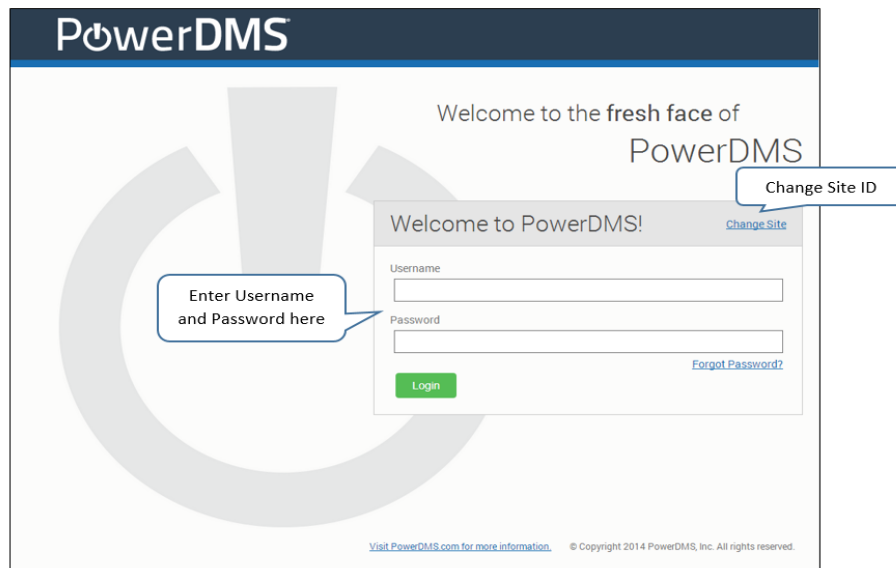 PowerDMS
Welcome to the fresh face of
PowerDMS
Change Site ID
Welcome to PowerDMS!
Change Site
Username
Enter Username
and Password here
Password
Forgot Password?
Login
Visit PowerDMS.com for more information.
© Copyright 2014 PowerDMS, Inc. All rights reserved.